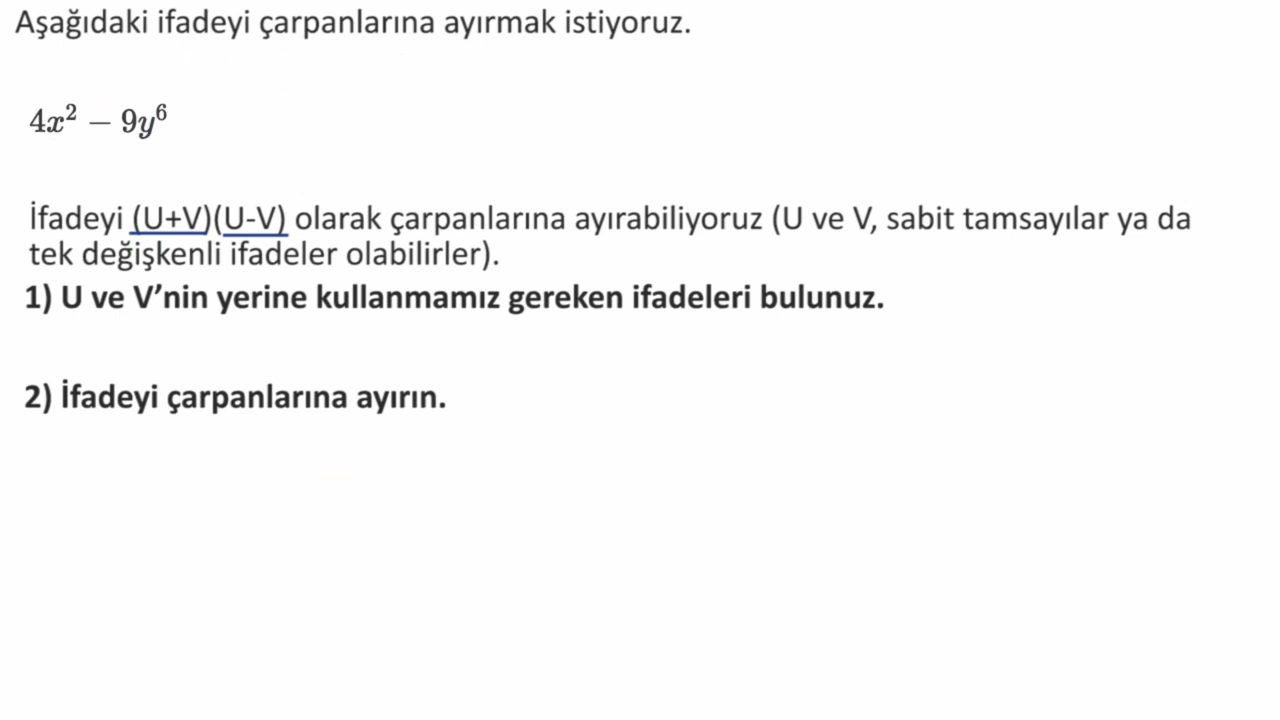 Aşağıdaki ifadeyi çarpanlarına ayırmak istiyoruz.
4x² − 9y⁶
İfadeyi (U+V)(U-V) olarak çarpanlarına ayırabiliyoruz (U ve V, sabit tamsayılar ya da
tek değişkenli ifadeler olabilirler).
1) U ve V’nin yerine kullanmamız gereken ifadeleri bulunuz.
2) İfadeyi çarpanlarına ayırın.